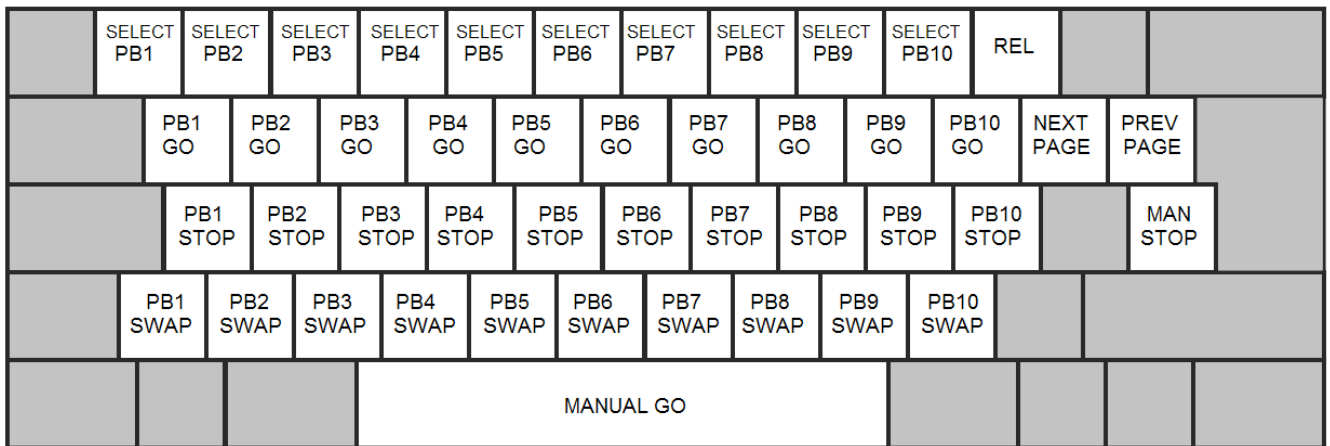 SELECT PB1
SELECT PB2
SELECT PB3
SELECT PB4
SELECT PB5
SELECT PB6
SELECT PB7
SELECT PB8
SELECT PB9
SELECT PB10
REL
PB1 GO
PB2 GO
PB3 GO
PB4 GO
PB5 GO
PB6 GO
PB7 GO
PB8 GO
PB9 GO
PB10 GO
NEXT PAGE
PREV PAGE
PB1 STOP
PB2 STOP
PB3 STOP
PB4 STOP
PB5 STOP
PB6 STOP
PB7 STOP
PB8 STOP
PB9 STOP
PB10 STOP
MAN STOP
PB1 SWAP
PB2 SWAP
PB3 SWAP
PB4 SWAP
PB5 SWAP
PB6 SWAP
PB7 SWAP
PB8 SWAP
PB9 SWAP
PB10 SWAP
MANUAL GO